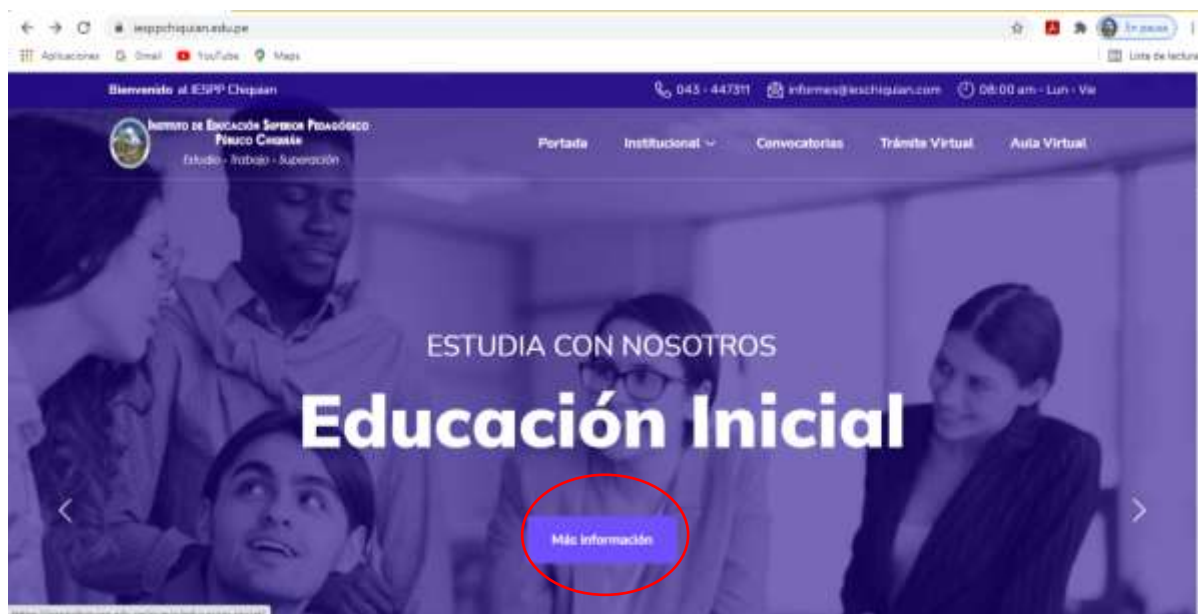 iesppchiquian.edu.pe
En pausa
Aplicaciones Gmail YouTube Maps Lista de lectura
Bienvenido al IESPP Chiquian 043 - 447311 informes@ieschiquian.com 08:00 am - Lun - Vie
INSTITUTO DE EDUCACIÓN SUPERIOR PEDAGÓGICO
PÚBLICO CHIQUIÁN
Estudio - Trabajo - Superación
Portada Institucional Convocatorias Trámite Virtual Aula Virtual
ESTUDIA CON NOSOTROS
Educación Inicial
Más información